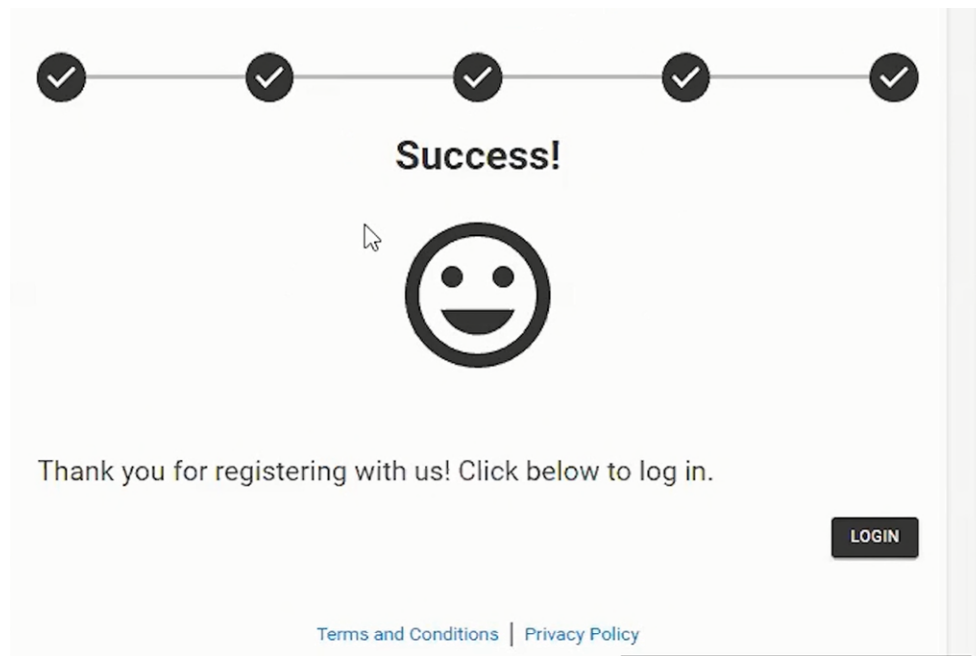 Success!
Thank you for registering with us! Click below to log in.
LOGIN
Terms and Conditions | Privacy Policy